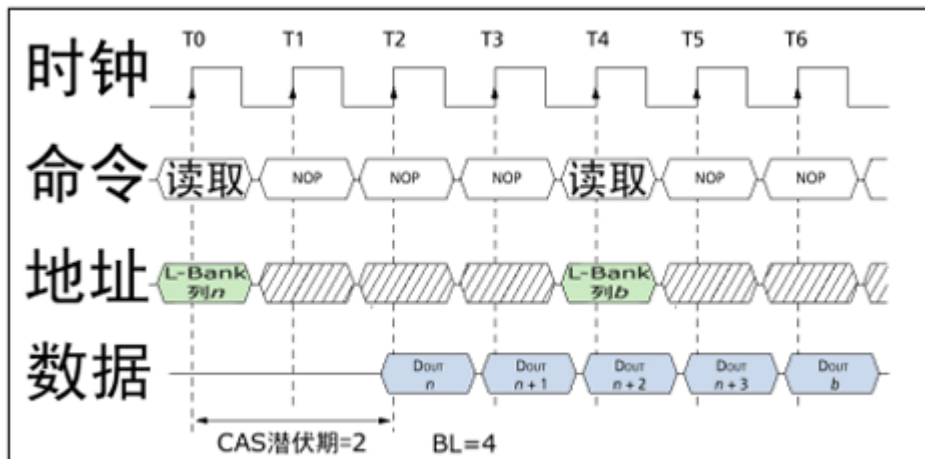 T0 T1 T2 T3 T4 T5 T6
时钟
命令 读取 NOP NOP NOP 读取 NOP NOP
地址 L-Bank 列n L-Bank 列b
数据 DOUT n DOUT n + 1 DOUT n + 2 DOUT n + 3 DOUT b
CAS潜伏期=2 BL=4